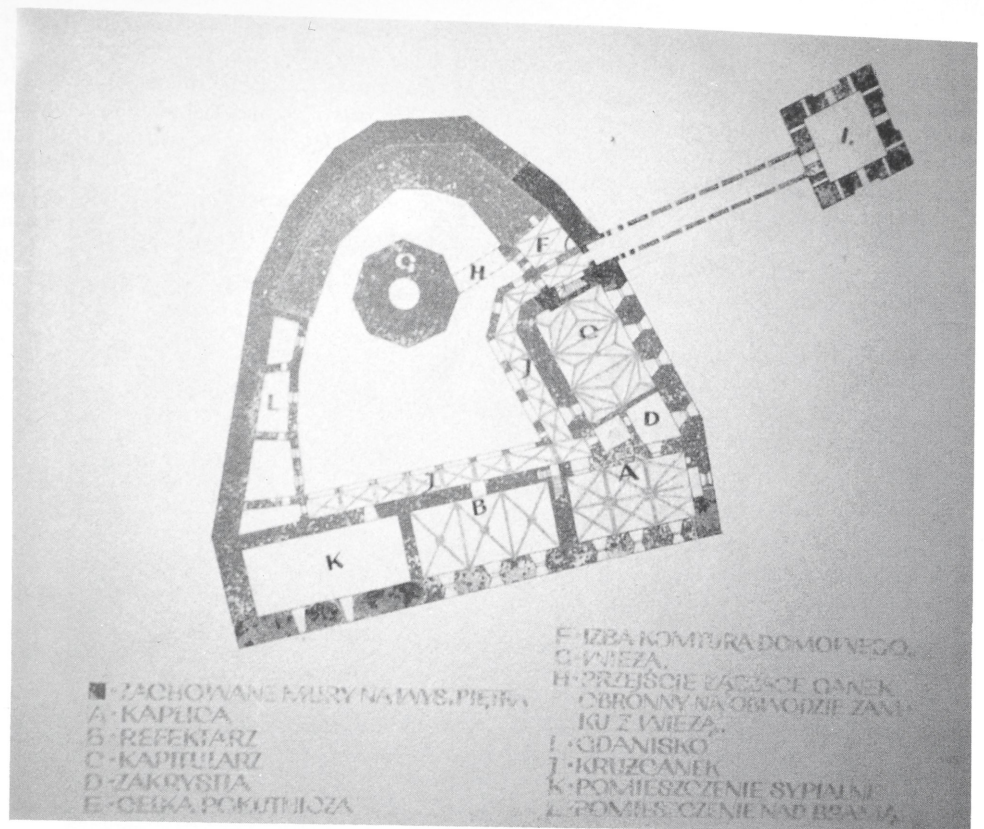 I
F
G
H
C
J
L
D
A
J
B
K
- ZACHOWANE MURY NA WYS. PIĘTRA
A - KAPLICA
B - REFEKTARZ
C - KAPITULARZ
D - ZAKRYSTIA
E - CELKA POKUTNICZA
F - IZBA KOMTURA DOMOWEGO.
G - WIEŻA.
H - PRZEJŚCIE ŁĄCZĄCE GANEK
OBRONNY NA OBWODZIE ZAM-
KU Z WIEŻĄ.
I - GDANISKO
J - KRUŻGANEK
K - POMIESZCZENIE SYPIALNE
L - POMIESZCZENIE NAD BRAMĄ